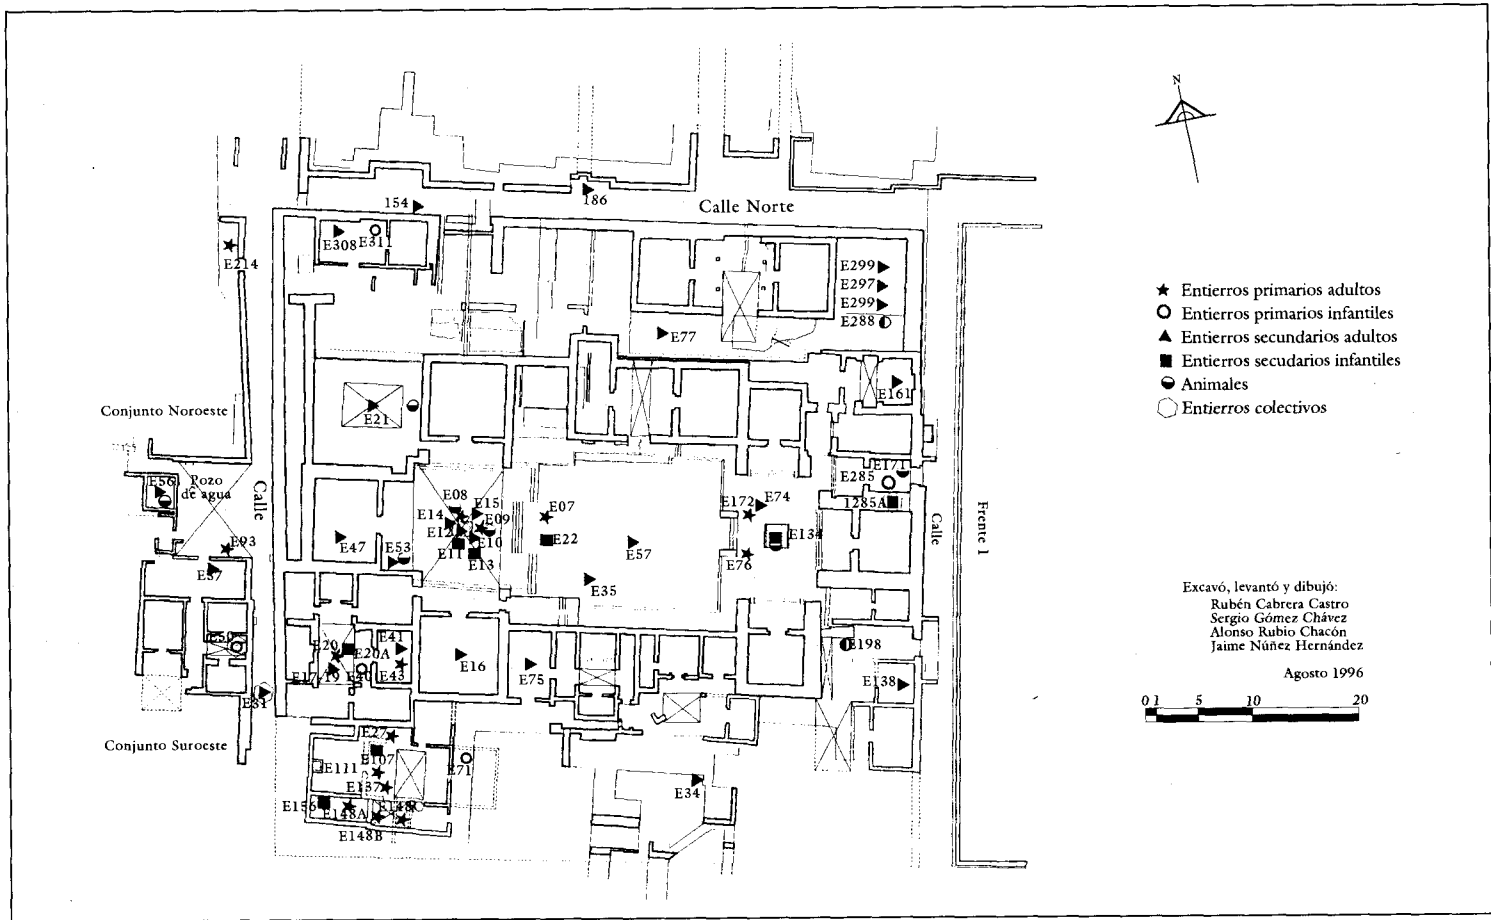 N
154
186
Calle Norte
E308
E311
E214
E299
E297
E299
E288
E77
E161
E21
Conjunto Noroeste
E56
Pozo
de agua
Calle
E93
E47
E53
E08
E15
E14
E09
E12
E10
E11
E13
E07
E22
E57
E35
E172
E74
E134
E76
E171
E285
1285A
Calle
Frente 1
E20
E20A
E41
E43
E17-19
E16
E75
E198
E138
E31
Conjunto Suroeste
E27
E107
E111
E137
E71
E34
E156
E148A
E148C
E148B
Entierros primarios adultos
Entierros primarios infantiles
Entierros secundarios adultos
Entierros secudarios infantiles
Animales
Entierros colectivos
Excavó, levantó y dibujó:
Rubén Cabrera Castro
Sergio Gómez Chávez
Alonso Rubio Chacón
Jaime Núñez Hernández
Agosto 1996
0 1 5 10 20